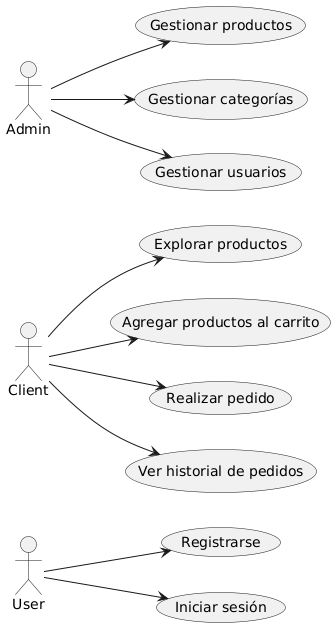 Gestionar productos
Gestionar categorías
Admin
Gestionar usuarios
Explorar productos
Agregar productos al carrito
Client
Realizar pedido
Ver historial de pedidos
Registrarse
User
Iniciar sesión